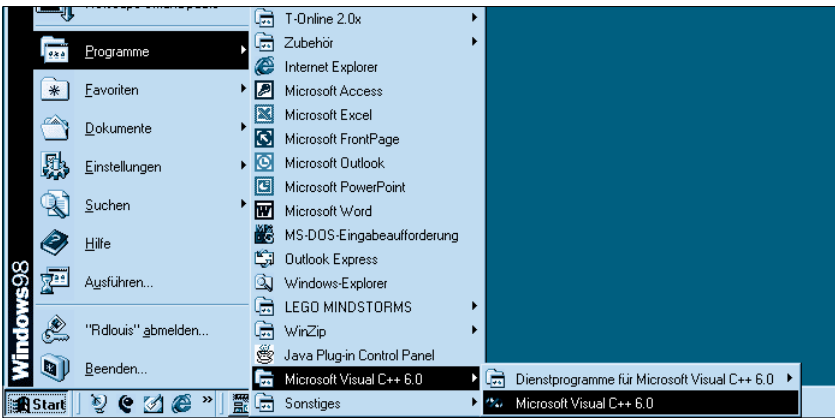 T-Online 2.0x
Zubehör
Programme
Internet Explorer
Favoriten
Microsoft Access
Microsoft Excel
Dokumente
Microsoft FrontPage
Einstellungen
Microsoft Outlook
Microsoft PowerPoint
Suchen
Microsoft Word
Hilfe
MS-DOS-Eingabeaufforderung
Outlook Express
Ausführen...
Windows-Explorer
LEGO MINDSTORMS
"Rdlouis" abmelden...
WinZip
Java Plug-in Control Panel
Beenden...
Microsoft Visual C++ 6.0
Dienstprogramme für Microsoft Visual C++ 6.0
Windows98
Start
»
Sonstiges
Microsoft Visual C++ 6.0